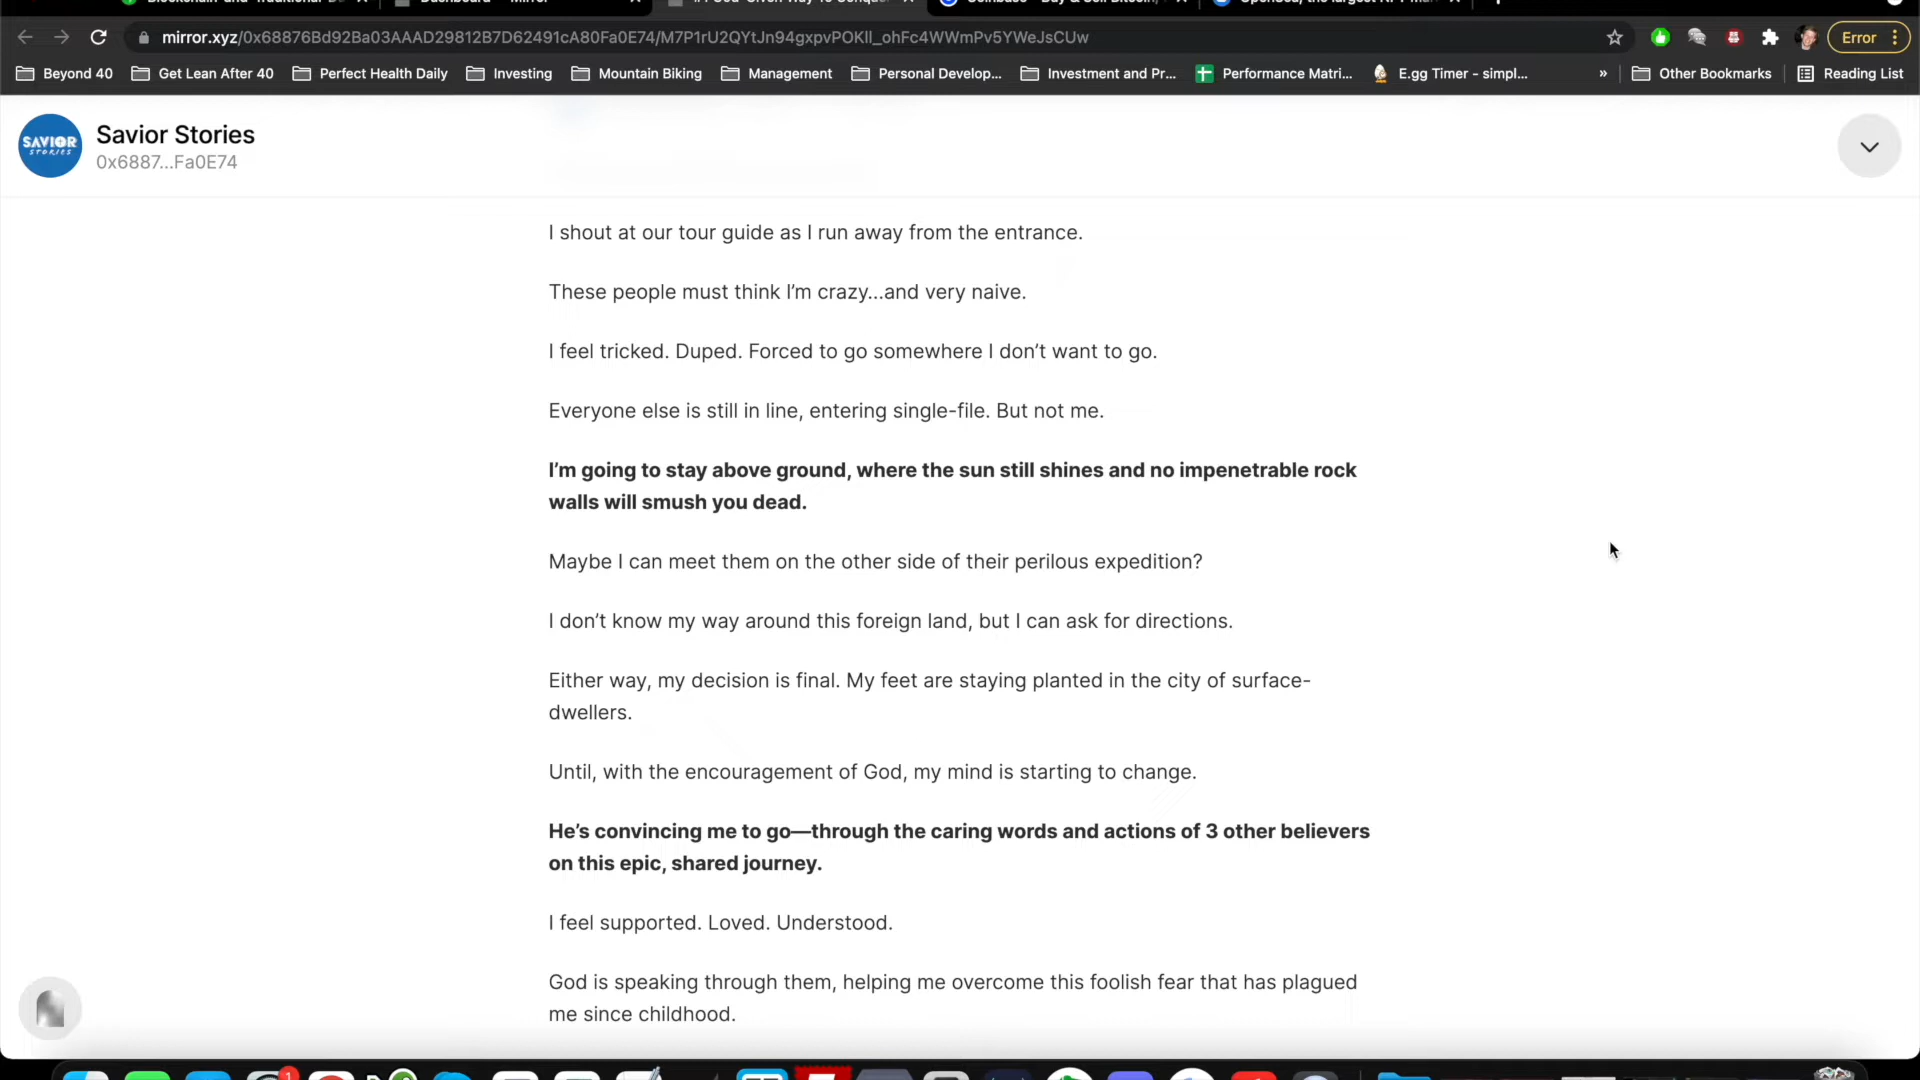 mirror.xyz/0x68876Bd92Ba03AAAD29812B7D62491cA80Fa0E74/M7P1rU2QYtJn94gxpvPOKIl_ohFc4WWmPv5YWeJsCUw
Error
Beyond 40
Get Lean After 40
Perfect Health Daily
Investing
Mountain Biking
Management
Personal Develop...
Investment and Pr...
Performance Matri...
E.gg Timer - simpl...
»
Other Bookmarks
Reading List
SAVIOR
STORIES
Savior Stories
0x6887...Fa0E74
I shout at our tour guide as I run away from the entrance.
These people must think I’m crazy...and very naive.
I feel tricked. Duped. Forced to go somewhere I don’t want to go.
Everyone else is still in line, entering single-file. But not me.
I’m going to stay above ground, where the sun still shines and no impenetrable rock
walls will smush you dead.
Maybe I can meet them on the other side of their perilous expedition?
I don’t know my way around this foreign land, but I can ask for directions.
Either way, my decision is final. My feet are staying planted in the city of surface-
dwellers.
Until, with the encouragement of God, my mind is starting to change.
He’s convincing me to go—through the caring words and actions of 3 other believers
on this epic, shared journey.
I feel supported. Loved. Understood.
God is speaking through them, helping me overcome this foolish fear that has plagued
me since childhood.
1